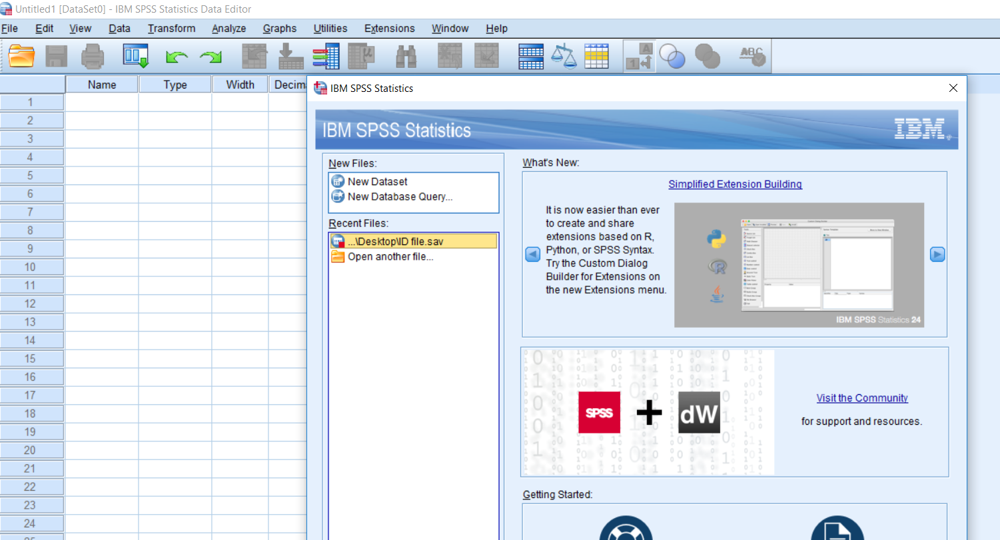 Untitled1 [DataSet0] - IBM SPSS Statistics Data Editor
File Edit View Data Transform Analyze Graphs Utilities Extensions Window Help
A
1
ABC
Name Type Width Decima
IBM SPSS Statistics
IBM SPSS Statistics
IBM
New Files:
New Dataset
New Database Query...
Recent Files:
...\Desktop\ID file.sav
Open another file...
What's New:
Simplified Extension Building
It is now easier than ever
to create and share
extensions based on R,
Python, or SPSS Syntax.
Try the Custom Dialog
Builder for Extensions on
the new Extensions menu.
IBM SPSS Statistics 24
SPSS + dW
Visit the Community
for support and resources.
Getting Started:
1
2
3
4
5
6
7
8
9
10
11
12
13
14
15
16
17
18
19
20
21
22
23
24